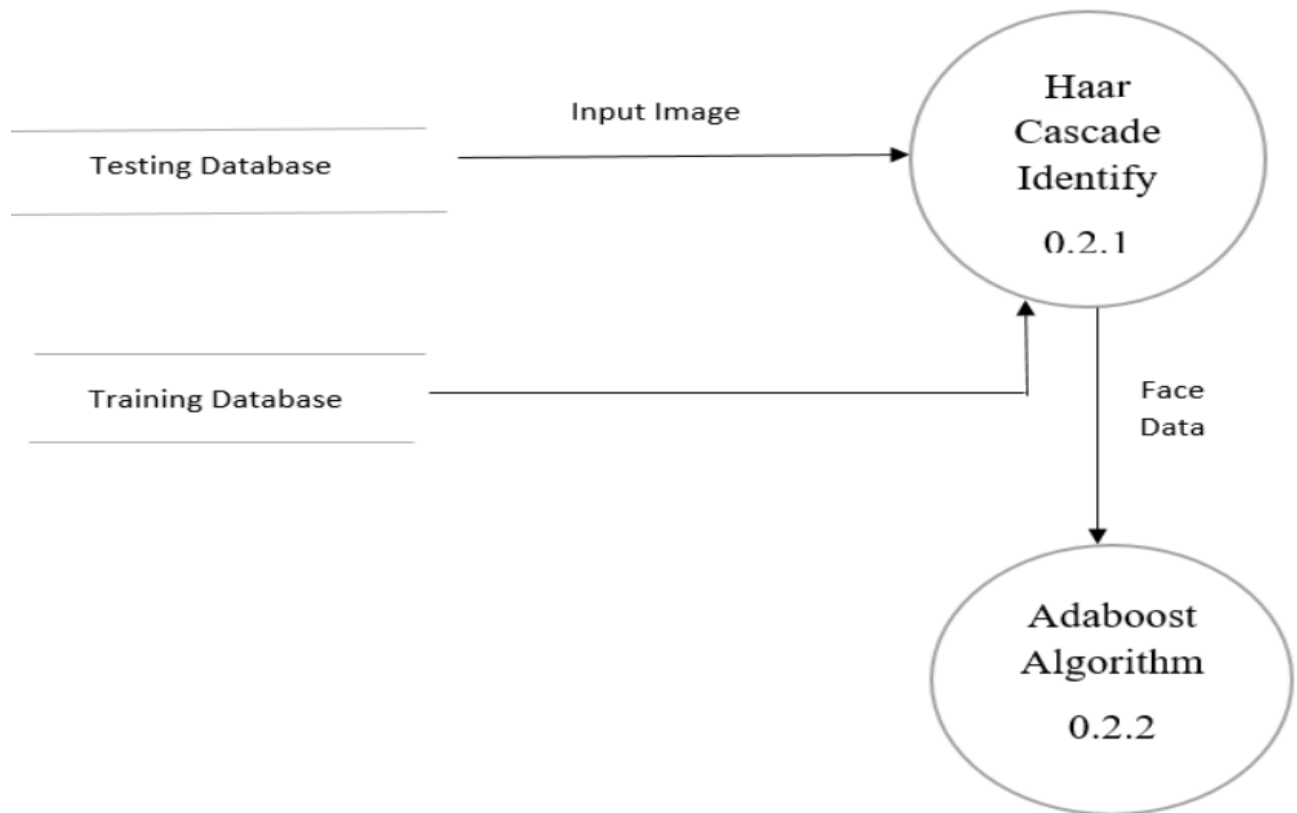 Input Image
Testing Database
Haar
Cascade
Identify
0.2.1
Training Database
Face
Data
Adaboost
Algorithm
0.2.2